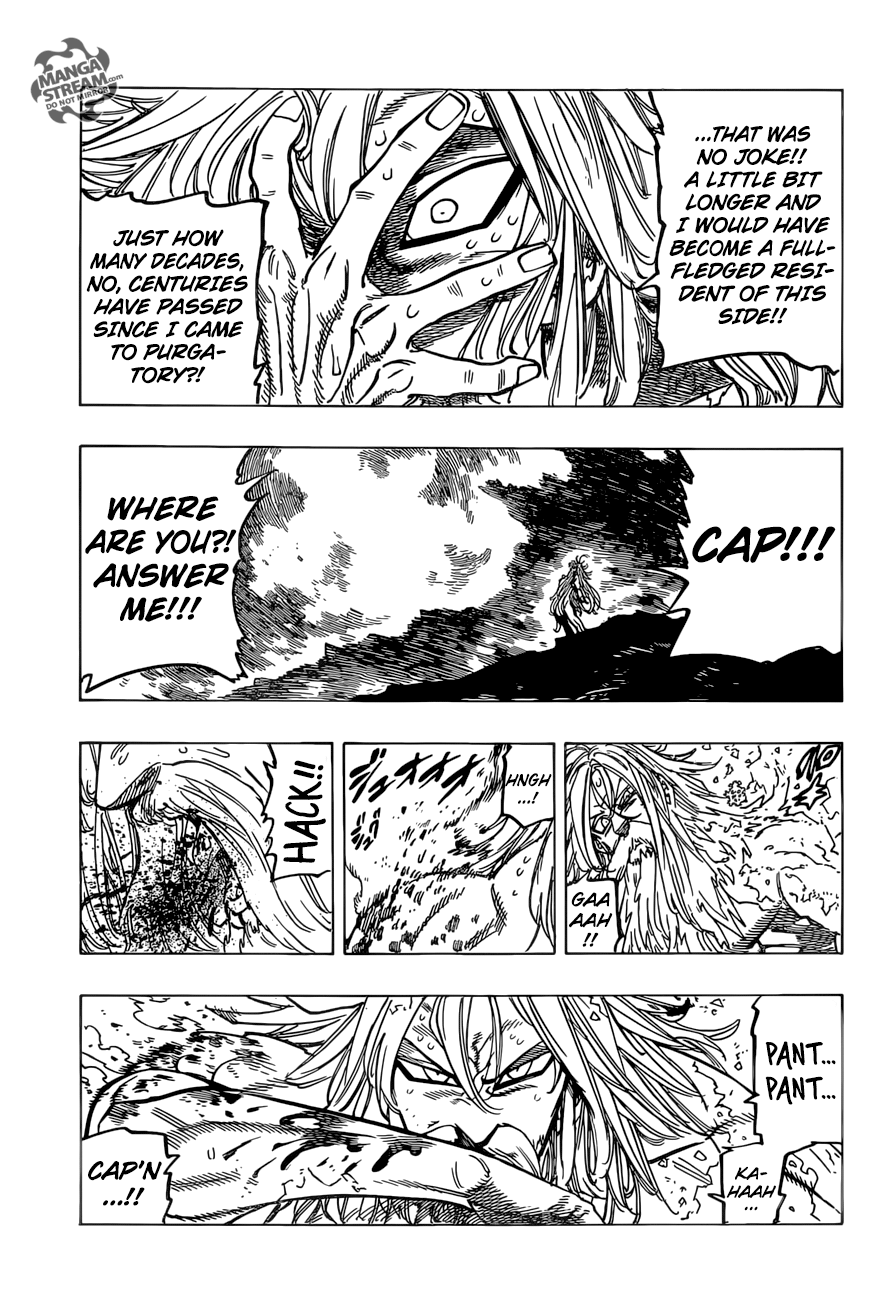 MANGA
STREAM.com
DO NOT MIRROR
...THAT WAS
NO JOKE!!
A LITTLE BIT
LONGER AND
I WOULD HAVE
BECOME A FULL-
FLEDGED RESI-
DENT OF THIS
SIDE!!
JUST HOW
MANY DECADES,
NO, CENTURIES
HAVE PASSED
SINCE I CAME
TO PURGA-
TORY?!
CAP!!!
WHERE
ARE YOU?!
ANSWER
ME!!!
GAA
AAH
!!
HNGH
...!
HACK!!
PANT...
PANT...
KA-
HAAH
...
CAP'N
...!!